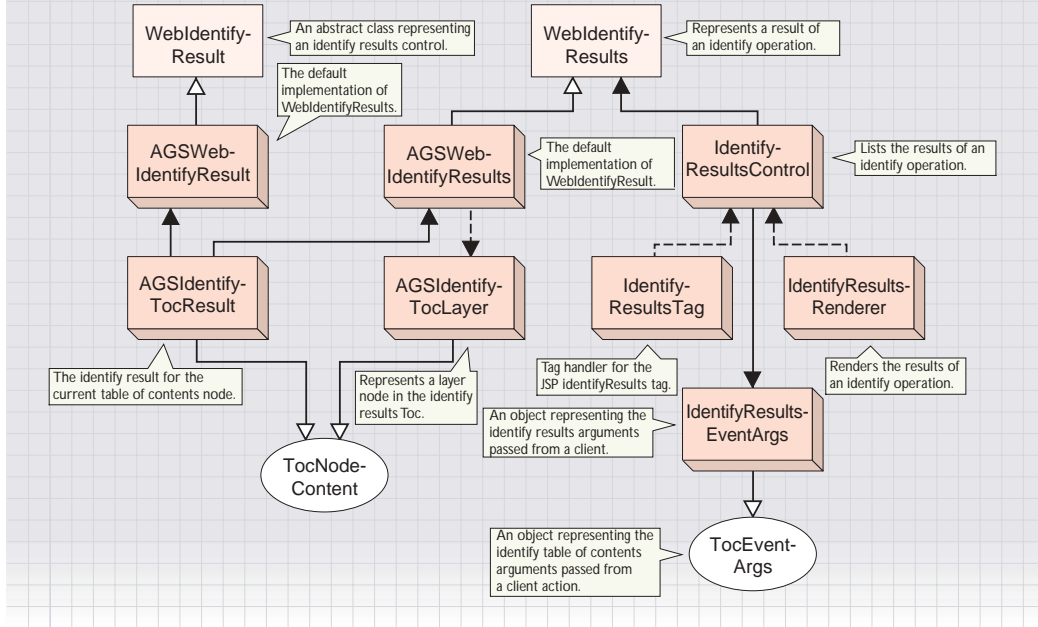 WebIdentify-
Result
An abstract class representing
an identify results control.
WebIdentify-
Results
Represents a result of
an identify operation.
The default
implementation of
WebIdentifyResults.
AGSWeb-
IdentifyResult
AGSWeb-
IdentifyResults
The default
implementation of
WebIdentifyResult.
Identify-
ResultsControl
Lists the results of an
identify operation.
AGSIdentify-
TocResult
AGSIdentify-
TocLayer
Identify-
ResultsTag
IdentifyResults-
Renderer
The identify result for the
current table of contents node.
Represents a layer
node in the identify
results Toc.
Tag handler for the
JSP identifyResults tag.
Renders the results of
an identify operation.
An object representing the
identify results arguments
passed from a client.
IdentifyResults-
EventArgs
TocNode-
Content
An object representing the
identify table of contents
arguments passed from
a client action.
TocEvent-
Args